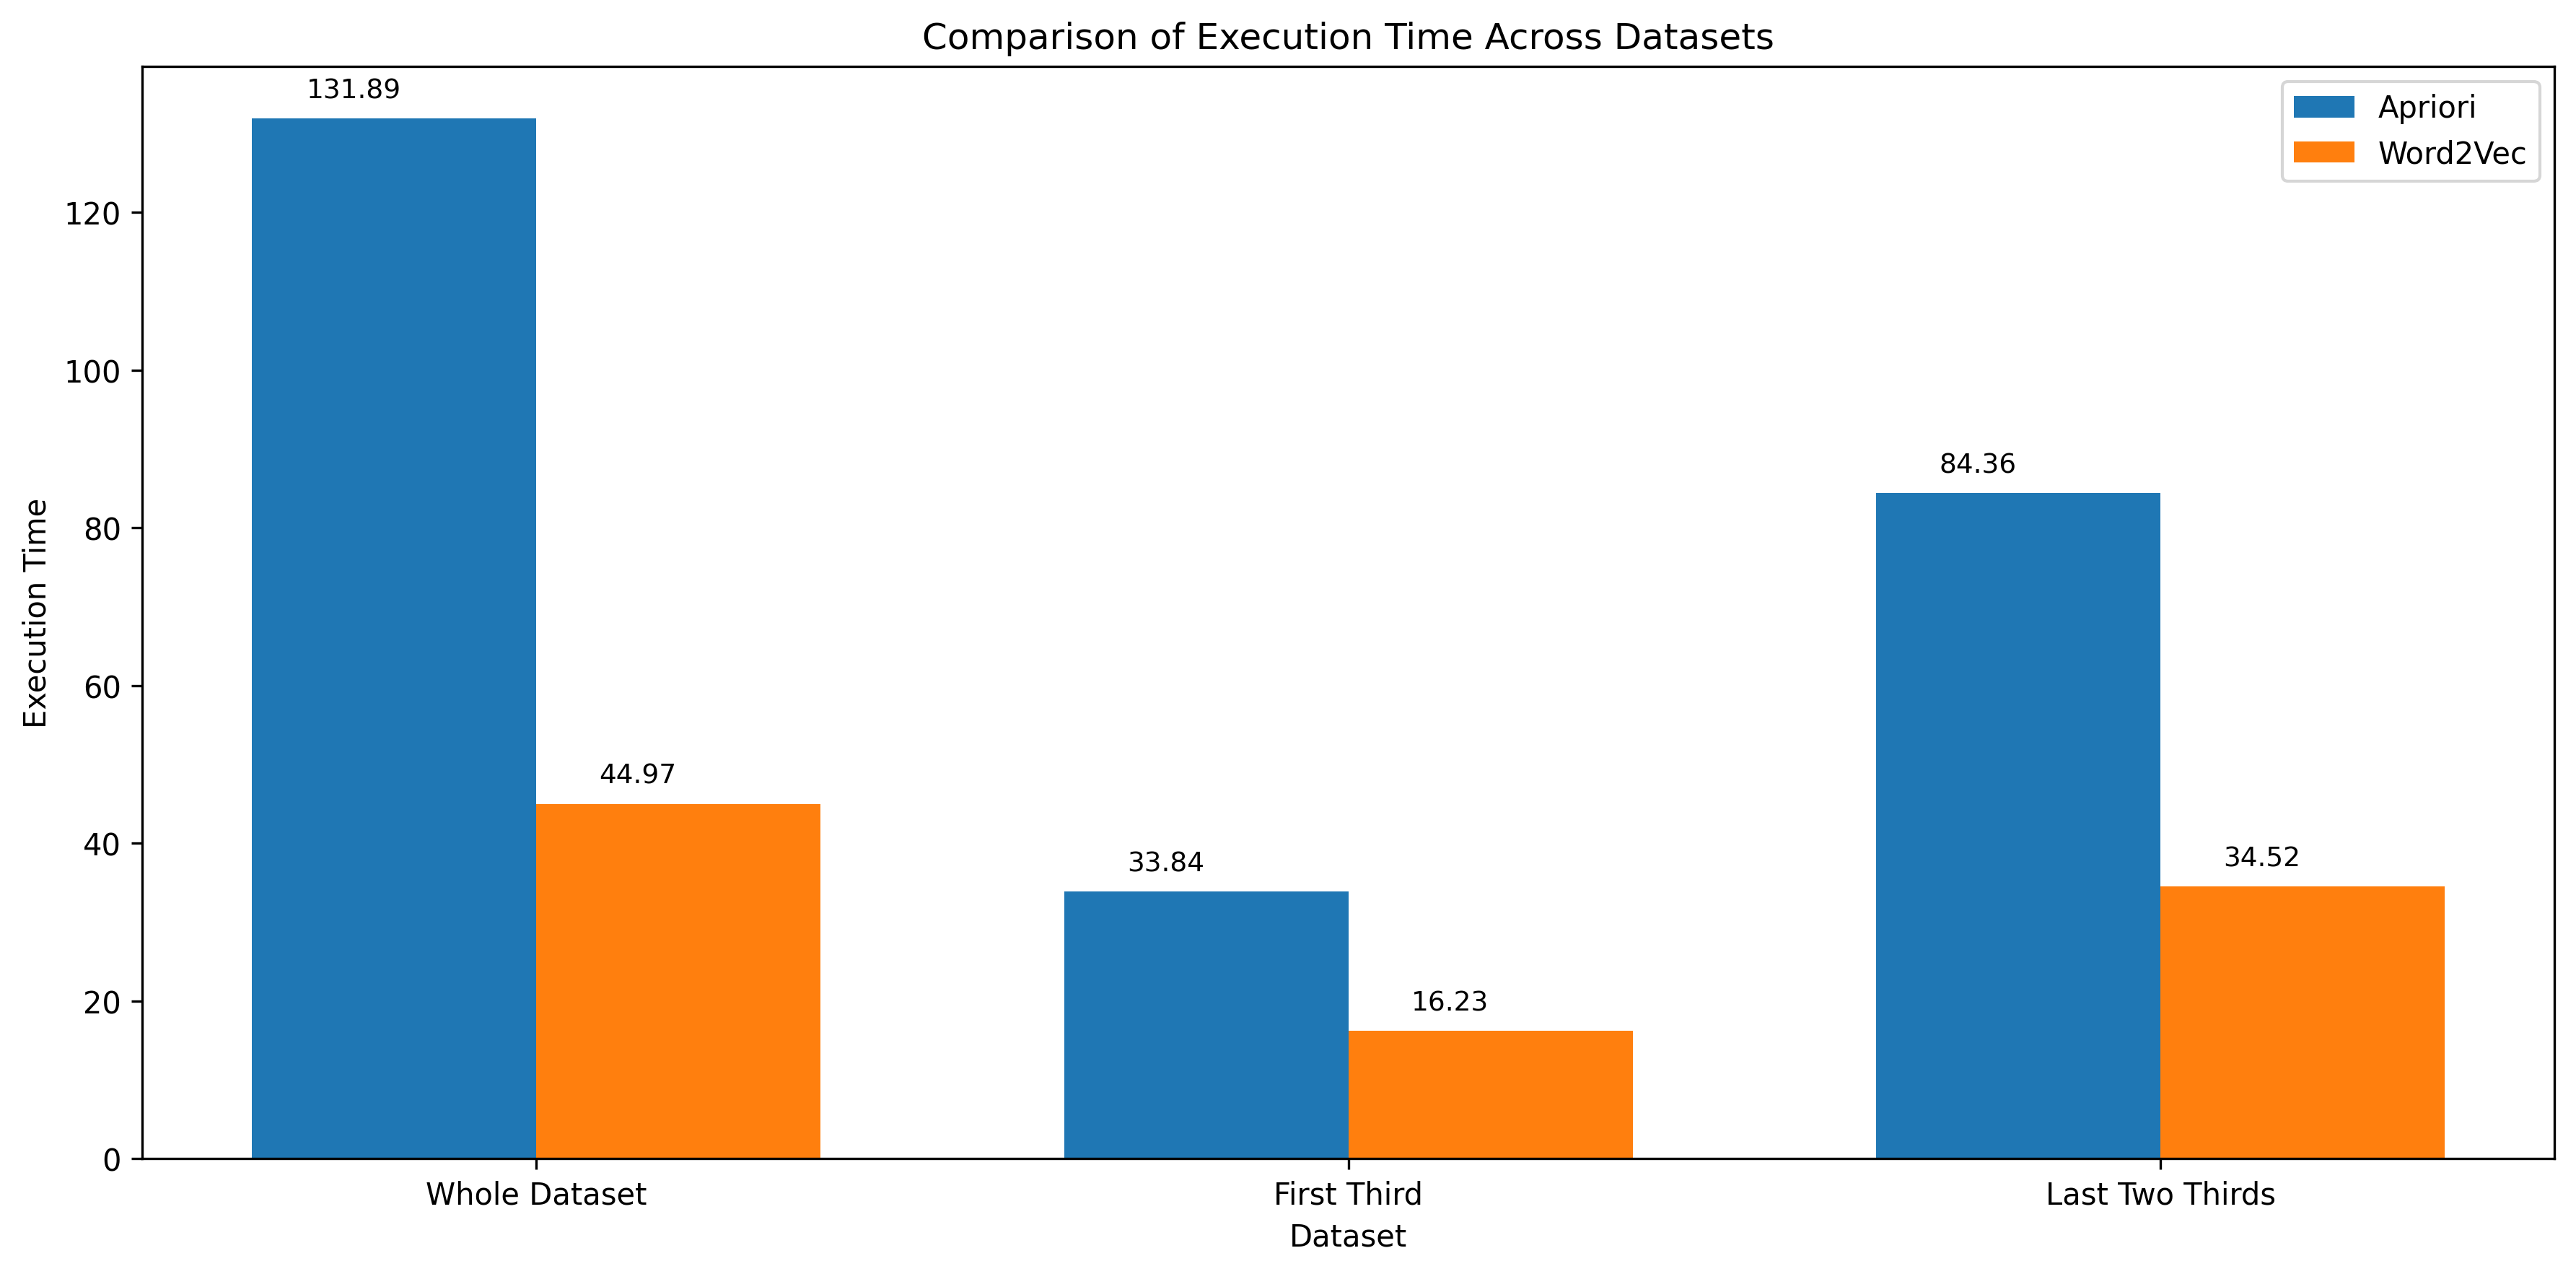 Comparison of Execution Time Across Datasets
Apriori
Word2Vec
Execution Time
120
100
80
60
40
20
0
131.89
44.97
33.84
16.23
84.36
34.52
Whole Dataset
First Third
Last Two Thirds
Dataset